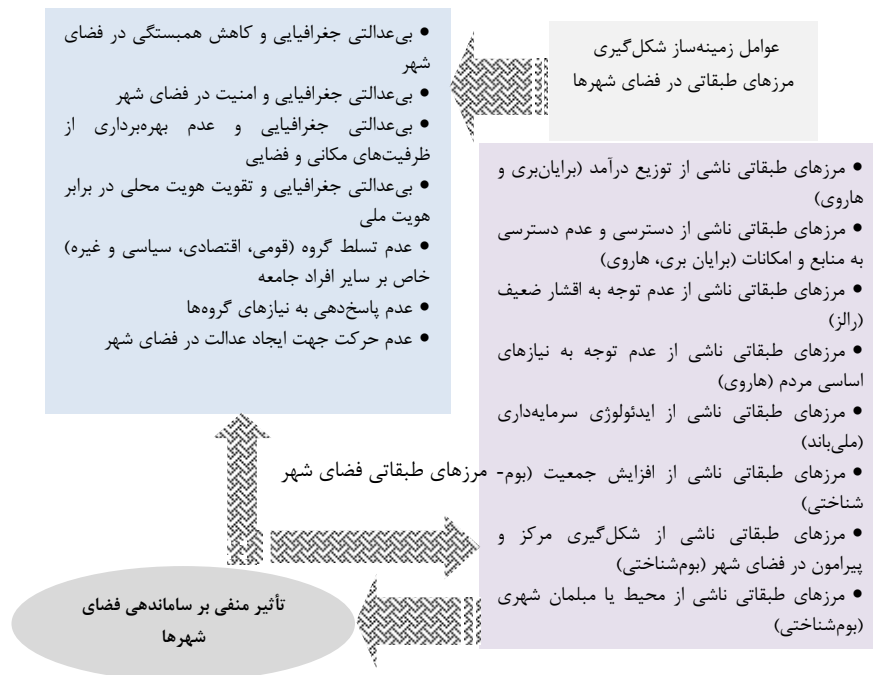 عوامل زمینه‌ساز شکل‌گیری
مرزهای طبقاتی در فضای شهرها
● بی‌عدالتی جغرافیایی و کاهش همبستگی در فضای
شهر
● بی‌عدالتی جغرافیایی و امنیت در فضای شهر
● بی‌عدالتی جغرافیایی و عدم بهره‌برداری از
ظرفیت‌های مکانی و فضایی
● بی‌عدالتی جغرافیایی و تقویت هویت محلی در برابر
هویت ملی
● عدم تسلط گروه (قومی، اقتصادی، سیاسی و غیره)
خاص بر سایر افراد جامعه
● عدم پاسخ‌دهی به نیازهای گروه‌ها
● عدم حرکت جهت ایجاد عدالت در فضای شهر
● مرزهای طبقاتی ناشی از توزیع درآمد (برایان‌بری و
هاروی)
● مرزهای طبقاتی ناشی از دسترسی و عدم دسترسی
به منابع و امکانات (برایان بری، هاروی)
● مرزهای طبقاتی ناشی از عدم توجه به اقشار ضعیف
(رالز)
● مرزهای طبقاتی ناشی از عدم توجه به نیازهای
اساسی مردم (هاروی)
● مرزهای طبقاتی ناشی از ایدئولوژی سرمایه‌داری
(ملی‌باند)
● مرزهای طبقاتی ناشی از افزایش جمعیت (بوم-
شناختی)
● مرزهای طبقاتی ناشی از شکل‌گیری مرکز و
پیرامون در فضای شهر (بوم‌شناختی)
● مرزهای طبقاتی ناشی از محیط یا مبلمان شهری
(بوم‌شناختی)
مرزهای طبقاتی فضای شهر
تأثیر منفی بر ساماندهی فضای
شهرها